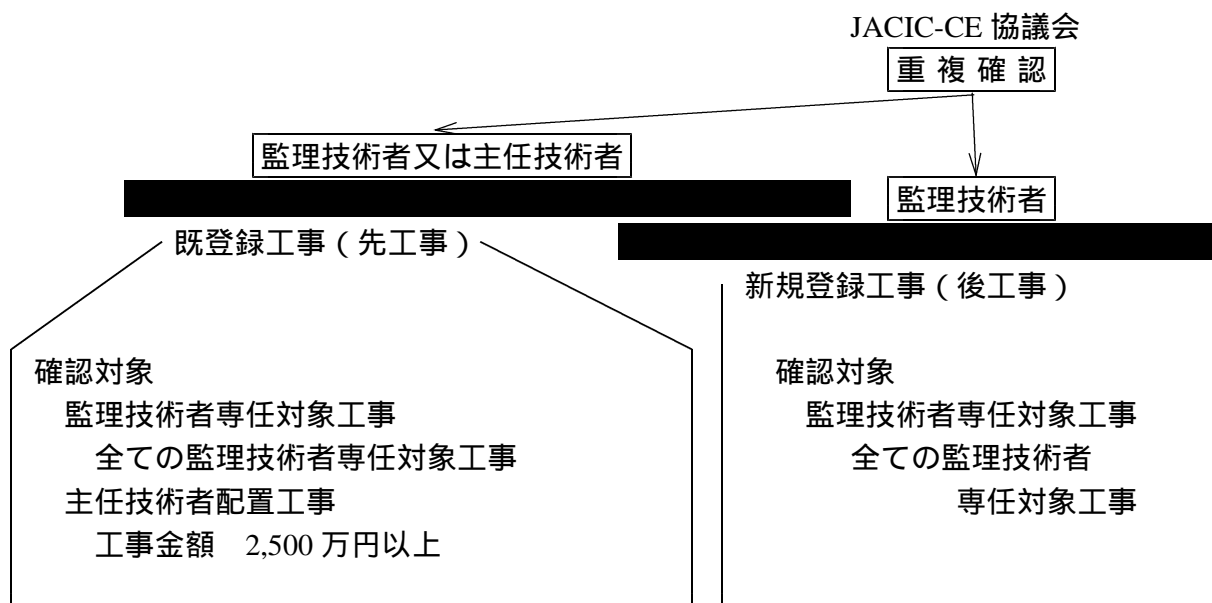 JACIC-CE 協議会
重 複 確 認
監理技術者又は主任技術者
監理技術者
既登録工事(先工事)
新規登録工事(後工事)
確認対象
監理技術者専任対象工事
全ての監理技術者専任対象工事
主任技術者配置工事
工事金額 2,500 万円以上
確認対象
監理技術者専任対象工事
全ての監理技術者
専任対象工事